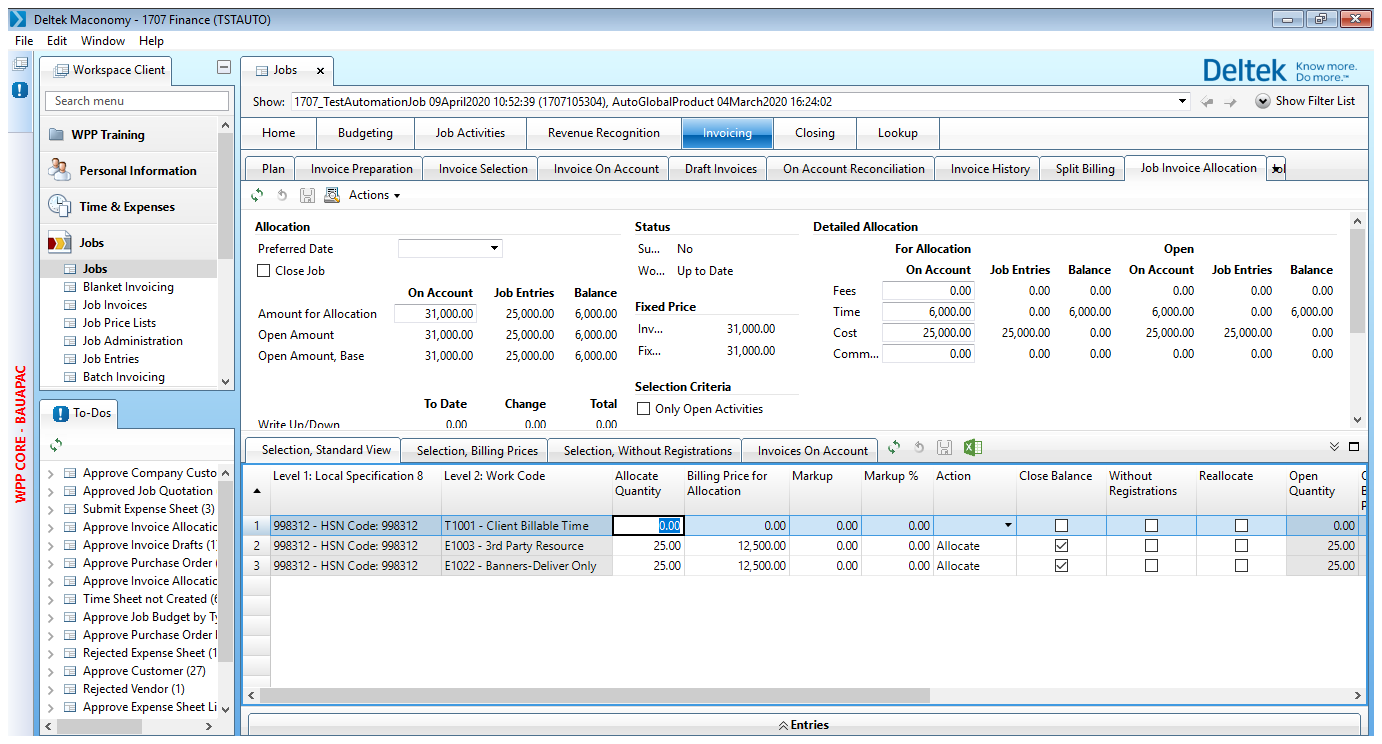 Deltek Maconomy - 1707 Finance (TSTAUTO)
File Edit Window Help
Workspace Client
Search menu
WPP Training
Personal Information
Time & Expenses
Jobs
Jobs
Blanket Invoicing
Job Invoices
Job Price Lists
Job Administration
Job Entries
Batch Invoicing
WPP CORE - BAUAPAC
To-Dos
Approve Company Custo
Approved Job Quotation
Submit Expense Sheet (3)
Approve Invoice Allocatic
Approve Invoice Drafts (1
Approve Purchase Order (
Approve Invoice Allocatic
Time Sheet not Created (6
Approve Job Budget by Ty
Approve Purchase Order l
Rejected Expense Sheet (1
Approve Customer (27)
Rejected Vendor (1)
Approve Expense Sheet Li
Jobs
Deltek Know more. Do more.™
Show: 1707_TestAutomationJob 09April2020 10:52:39 (1707105304), AutoGlobalProduct 04March2020 16:24:02 Show Filter List
Home Budgeting Job Activities Revenue Recognition Invoicing Closing Lookup
Plan Invoice Preparation Invoice Selection Invoice On Account Draft Invoices On Account Reconciliation Invoice History Split Billing Job Invoice Allocation
Actions
Allocation
Preferred Date
Close Job
On Account Job Entries Balance
Amount for Allocation 31,000.00 25,000.00 6,000.00
Open Amount 31,000.00 25,000.00 6,000.00
Open Amount, Base 31,000.00 25,000.00 6,000.00
To Date Change Total
Write Up/Down 0.00 0.00 0.00
Status
Su... No
Wo... Up to Date
Fixed Price
Inv... 31,000.00
Fix... 31,000.00
Selection Criteria
Only Open Activities
Detailed Allocation
For Allocation Open
On Account Job Entries Balance On Account Job Entries Balance
Fees 0.00 0.00 0.00 0.00 0.00 0.00
Time 6,000.00 0.00 6,000.00 6,000.00 0.00 6,000.00
Cost 25,000.00 25,000.00 0.00 25,000.00 25,000.00 0.00
Comm... 0.00 0.00 0.00 0.00 0.00 0.00
Selection, Standard View Selection, Billing Prices Selection, Without Registrations Invoices On Account
Level 1: Local Specification 8 Level 2: Work Code Allocate Quantity Billing Price for Allocation Markup Markup % Action Close Balance Without Registrations Reallocate Open Quantity
1 998312 - HSN Code: 998312 T1001 - Client Billable Time 0.00 0.00 0.00 0.00 0.00
2 998312 - HSN Code: 998312 E1003 - 3rd Party Resource 25.00 12,500.00 0.00 0.00 Allocate 25.00
3 998312 - HSN Code: 998312 E1022 - Banners-Deliver Only 25.00 12,500.00 0.00 0.00 Allocate 25.00
Entries